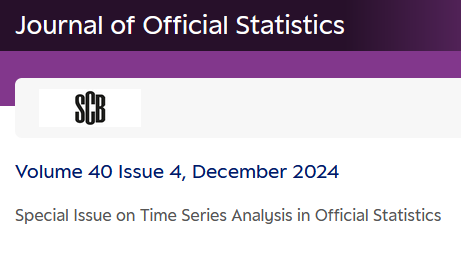 Journal of Official Statistics
SCB
Volume 40 Issue 4, December 2024
Special Issue on Time Series Analysis in Official Statistics